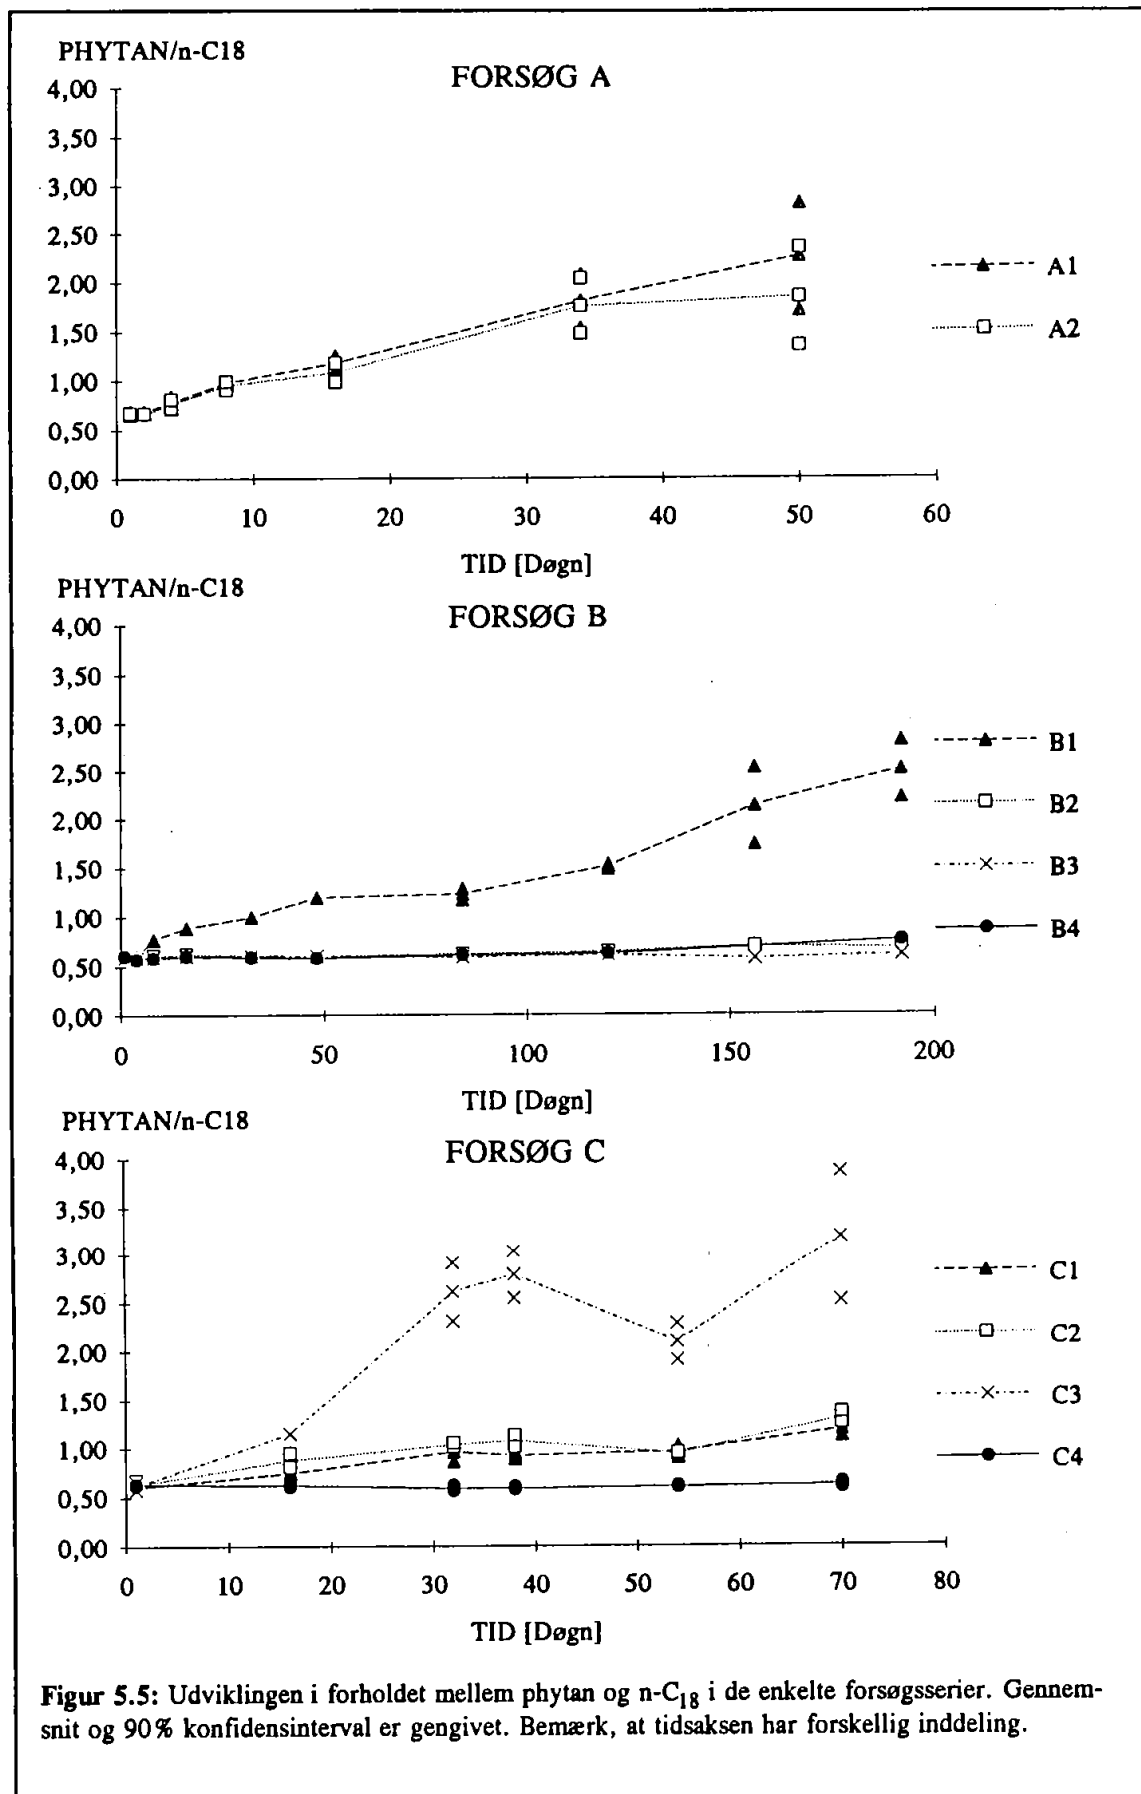 PHYTAN/n-C18
FORSØG A
4,00
3,50
3,00
2,50
2,00
1,50
1,00
0,50
0,00
0 10 20 30 40 50 60
TID [Døgn]
A1
A2
PHYTAN/n-C18
FORSØG B
4,00
3,50
3,00
2,50
2,00
1,50
1,00
0,50
0,00
0 50 100 150 200
TID [Døgn]
B1
B2
B3
B4
PHYTAN/n-C18
FORSØG C
4,00
3,50
3,00
2,50
2,00
1,50
1,00
0,50
0,00
0 10 20 30 40 50 60 70 80
TID [Døgn]
C1
C2
C3
C4
Figur 5.5: Udviklingen i forholdet mellem phytan og n-C18 i de enkelte forsøgsserier. Gennem-
snit og 90% konfidensinterval er gengivet. Bemærk, at tidsaksen har forskellig inddeling.